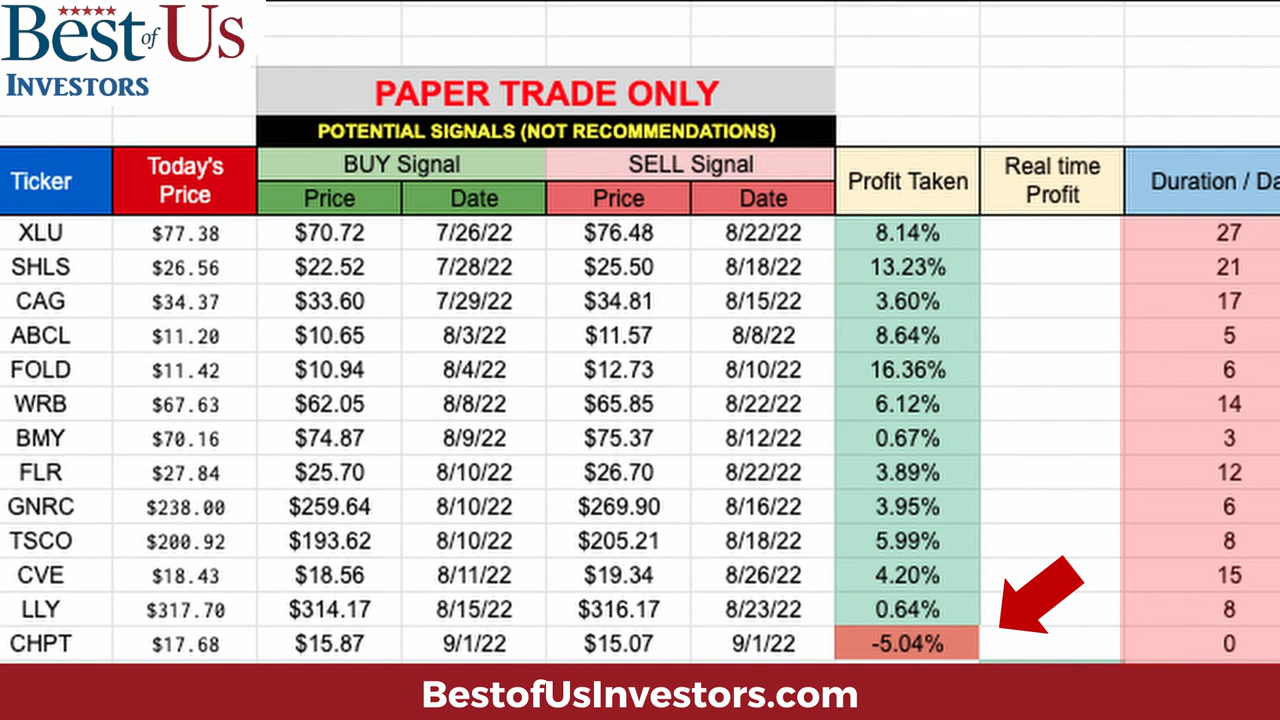 Best of Us
INVESTORS
PAPER TRADE ONLY
POTENTIAL SIGNALS (NOT RECOMMENDATIONS)
Ticker Today's Price BUY Signal SELL Signal Profit Taken Real time Profit Duration / Da
Price Date Price Date
XLU $77.38 $70.72 7/26/22 $76.48 8/22/22 8.14% 27
SHLS $26.56 $22.52 7/28/22 $25.50 8/18/22 13.23% 21
CAG $34.37 $33.60 7/29/22 $34.81 8/15/22 3.60% 17
ABCL $11.20 $10.65 8/3/22 $11.57 8/8/22 8.64% 5
FOLD $11.42 $10.94 8/4/22 $12.73 8/10/22 16.36% 6
WRB $67.63 $62.05 8/8/22 $65.85 8/22/22 6.12% 14
BMY $70.16 $74.87 8/9/22 $75.37 8/12/22 0.67% 3
FLR $27.84 $25.70 8/10/22 $26.70 8/22/22 3.89% 12
GNRC $238.00 $259.64 8/10/22 $269.90 8/16/22 3.95% 6
TSCO $200.92 $193.62 8/10/22 $205.21 8/18/22 5.99% 8
CVE $18.43 $18.56 8/11/22 $19.34 8/26/22 4.20% 15
LLY $317.70 $314.17 8/15/22 $316.17 8/23/22 0.64% 8
CHPT $17.68 $15.87 9/1/22 $15.07 9/1/22 -5.04% 0
BestofUsInvestors.com